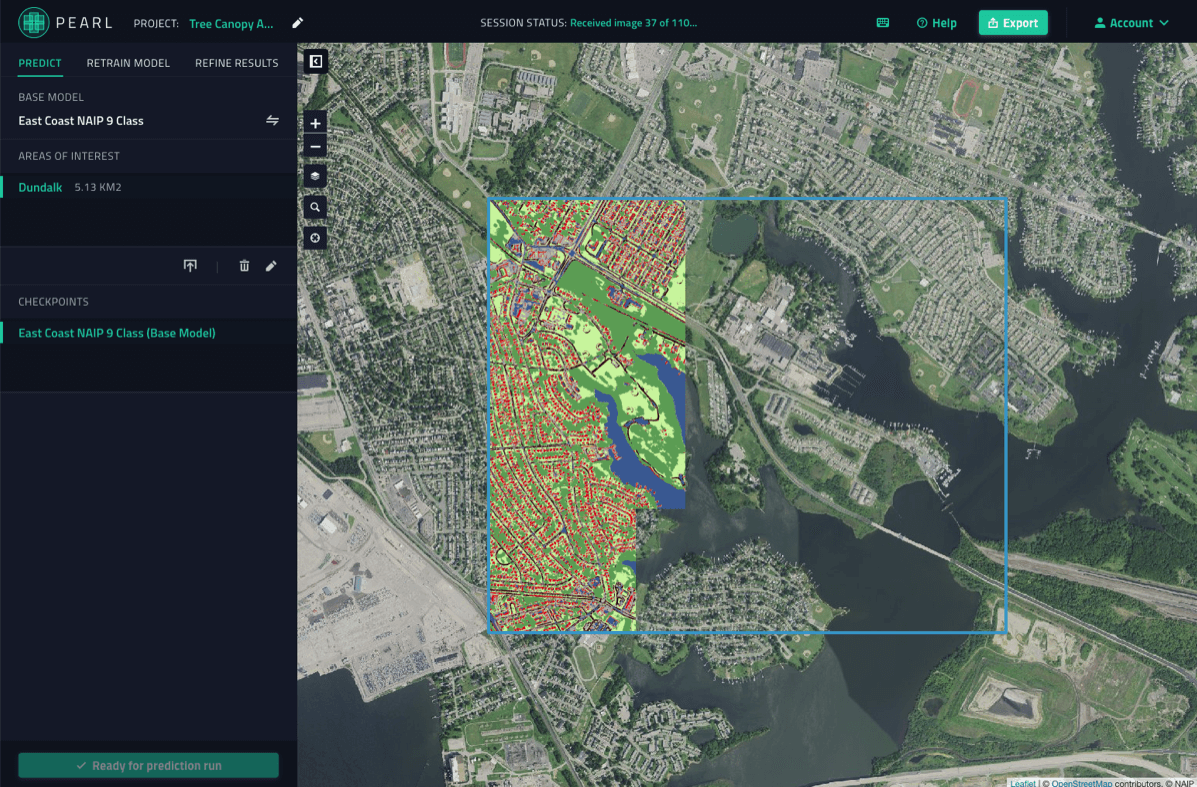 PEARL PROJECT: Tree Canopy A... SESSION STATUS: Received image 37 of 110... Help Export Account
PREDICT RETRAIN MODEL REFINE RESULTS
BASE MODEL
East Coast NAIP 9 Class
AREAS OF INTEREST
Dundalk 5.13 KM2
CHECKPOINTS
East Coast NAIP 9 Class (Base Model)
Ready for prediction run
Leaflet | © OpenStreetMap contributors, © NAIP